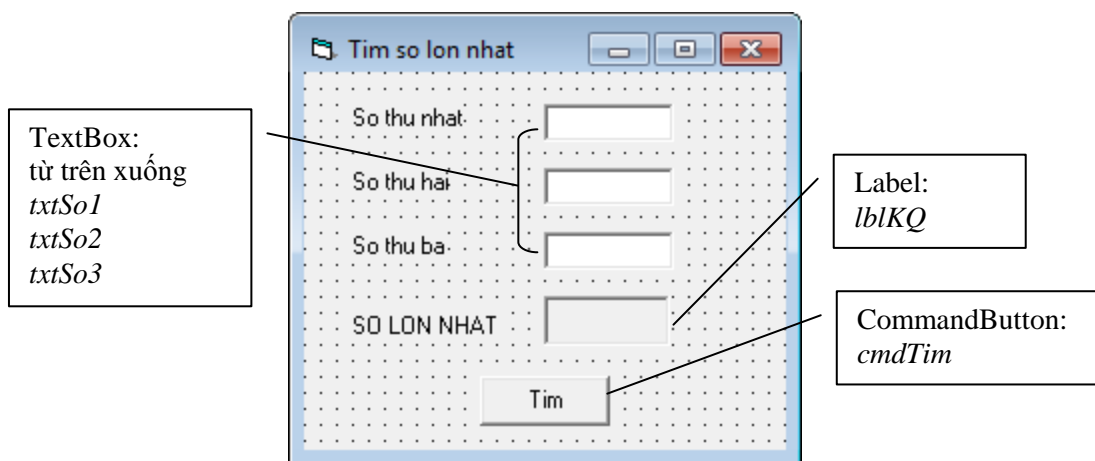 Tim so lon nhat
TextBox:
từ trên xuống
txtSo1
txtSo2
txtSo3
So thu nhat
So thu hai
So thu ba
SO LON NHAT
Tim
Label:
lblKQ
CommandButton:
cmdTim